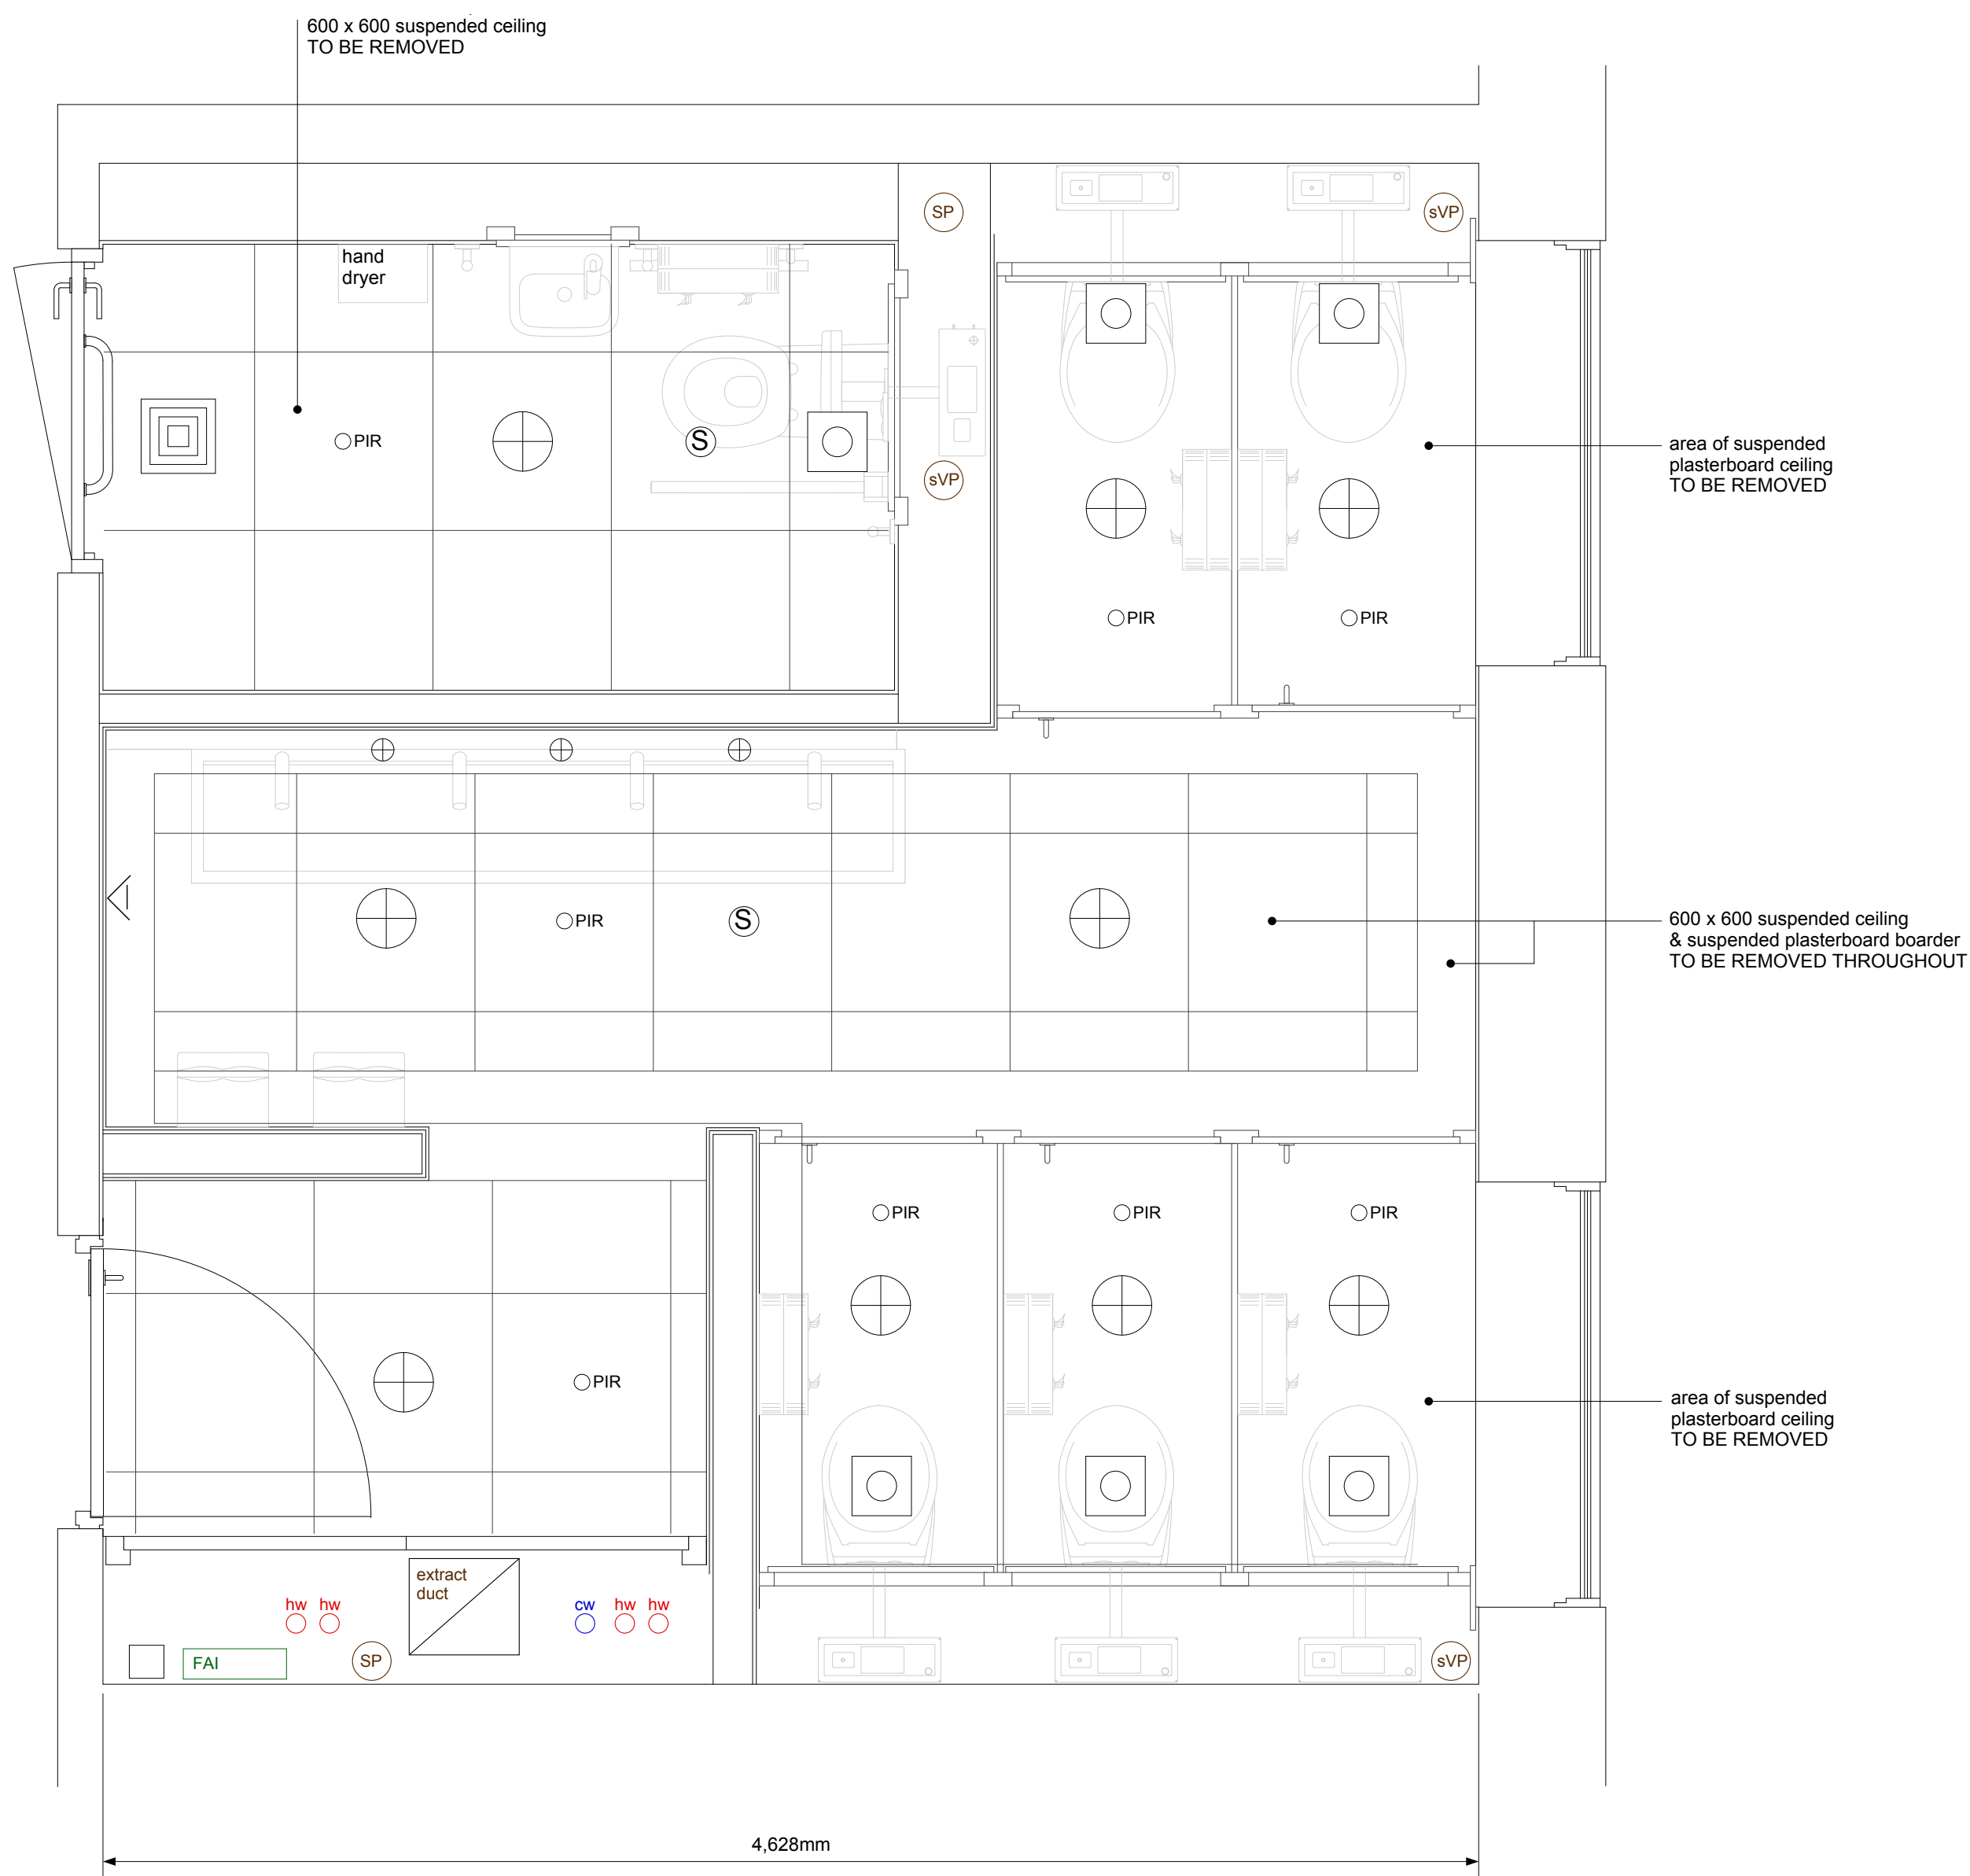 600 x 600 suspended ceiling
TO BE REMOVED
SP
sVP
hand
dryer
PIR
S
sVP
area of suspended
plasterboard ceiling
TO BE REMOVED
PIR
PIR
PIR
S
600 x 600 suspended ceiling
& suspended plasterboard boarder
TO BE REMOVED THROUGHOUT
PIR
PIR
PIR
PIR
area of suspended
plasterboard ceiling
TO BE REMOVED
extract
duct
hw hw
cw hw hw
FAI
SP
sVP
4,628mm